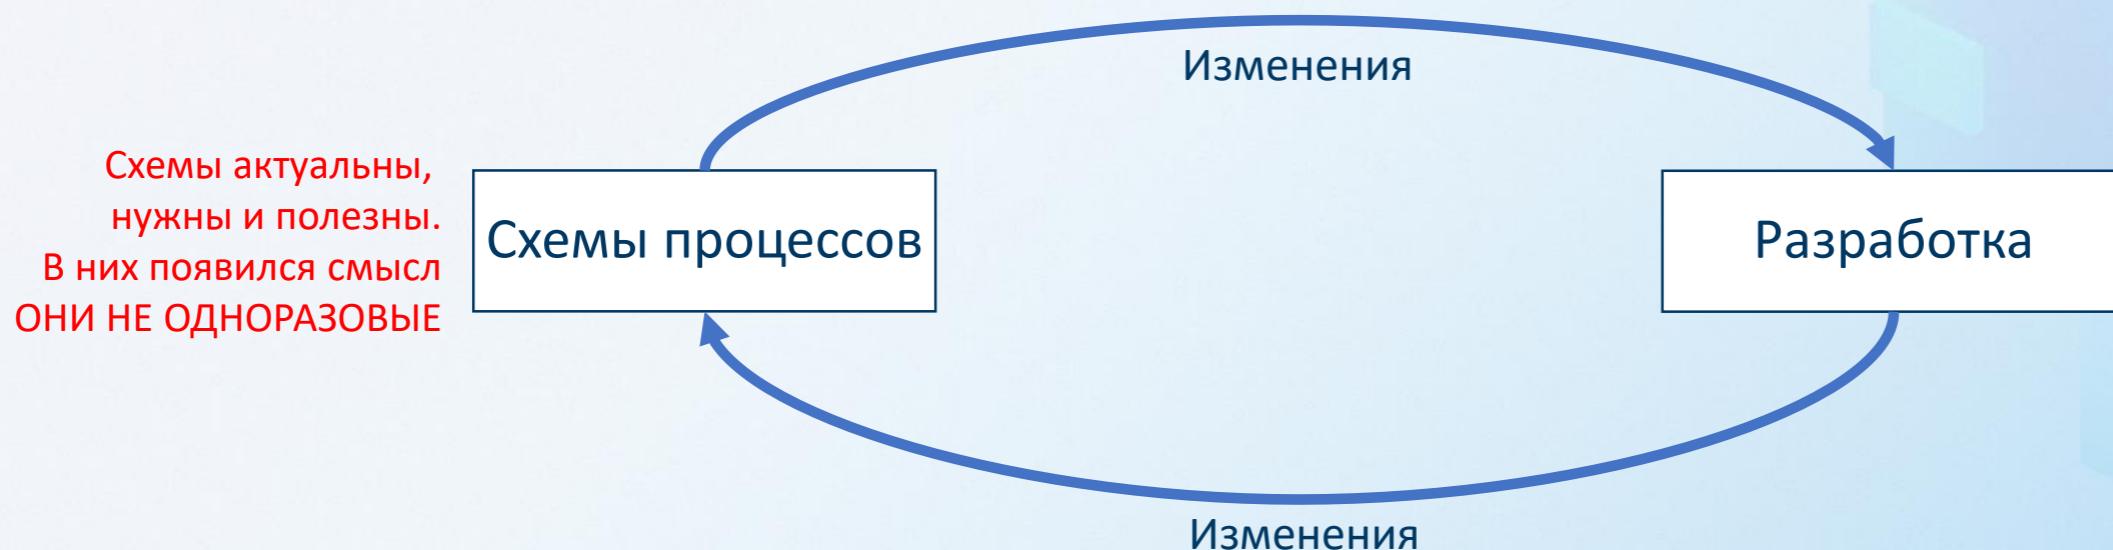 Изменения
Схемы актуальны,
нужны и полезны.
В них появился смысл
ОНИ НЕ ОДНОРАЗОВЫЕ
Схемы процессов
Разработка
Изменения